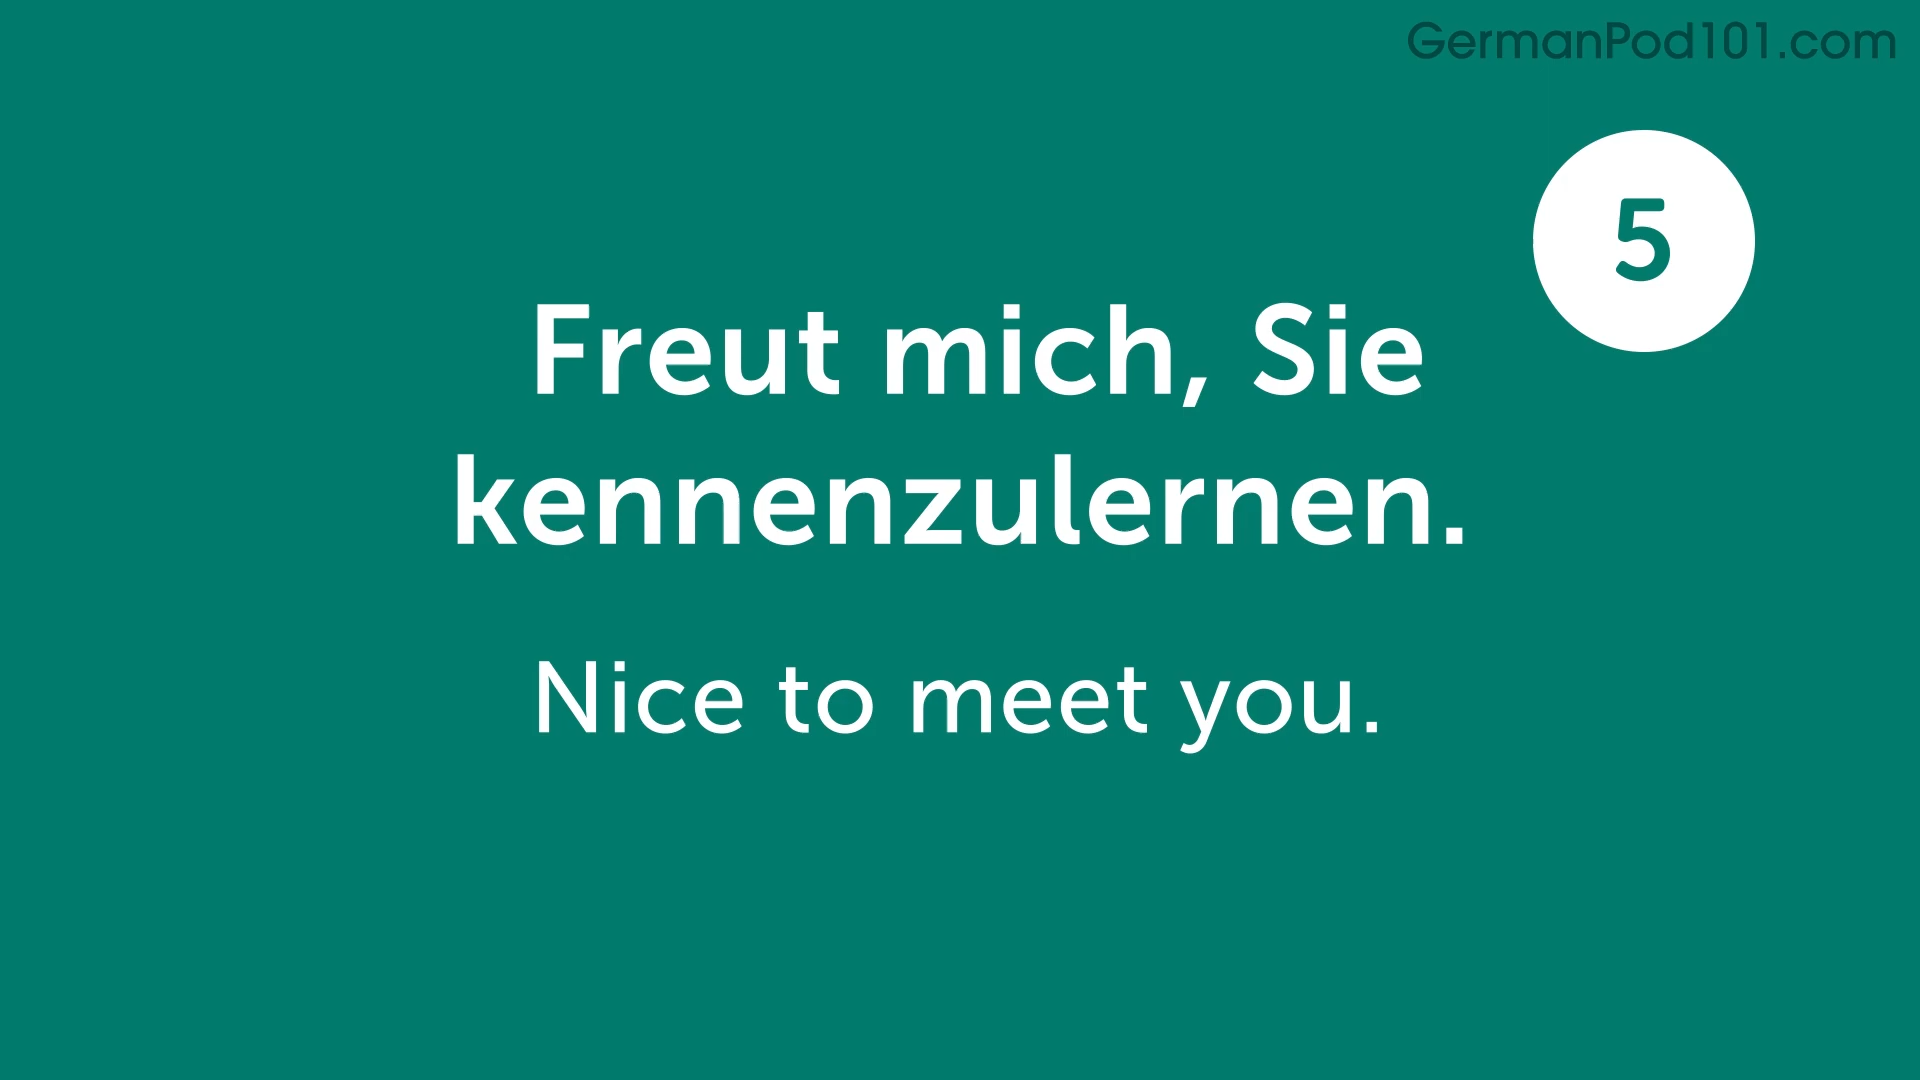 GermanPod101.com
5
Freut mich, Sie
kennenzulernen.
Nice to meet you.